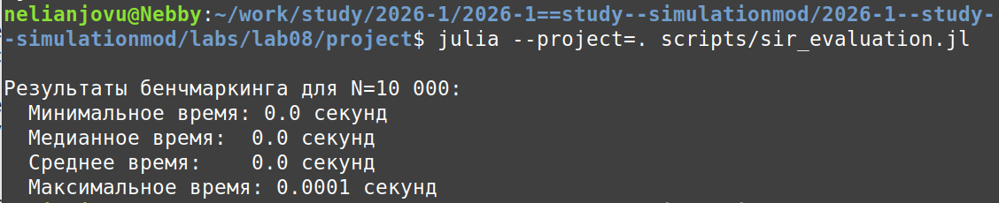 nelianjovu@Nebby:~/work/study/2026-1/2026-1==study--simulationmod/2026-1--study-
-simulationmod/labs/lab08/project$ julia --project=. scripts/sir_evaluation.jl
Результаты бенчмаркинга для N=10 000:
Минимальное время: 0.0 секунд
Медианное время: 0.0 секунд
Среднее время: 0.0 секунд
Максимальное время: 0.0001 секунд